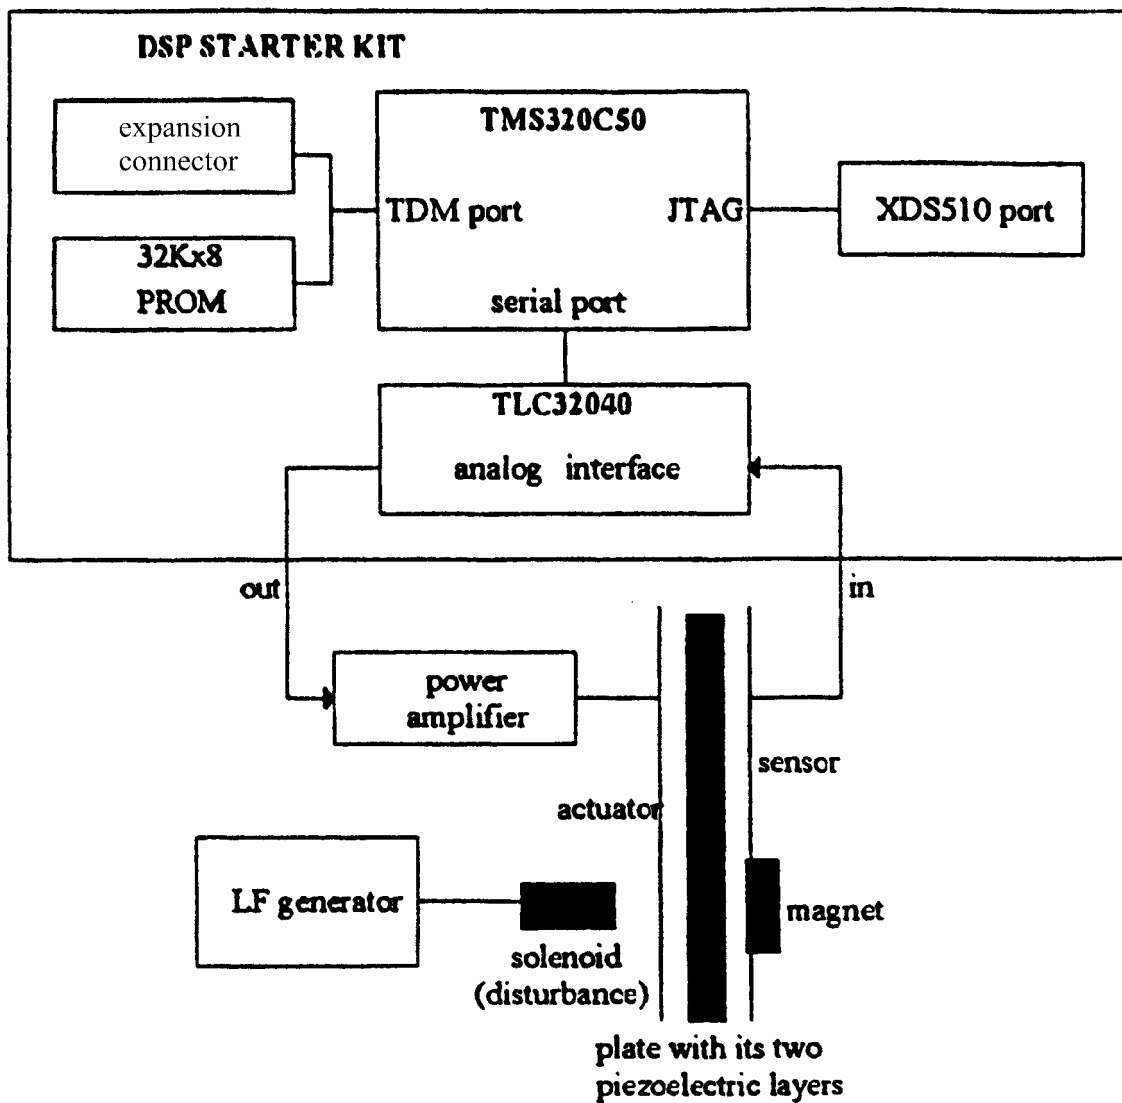 DSP STARTER KIT
expansion
connector
TMS320C50
TDM port
JTAG
XDS510 port
32Kx8
PROM
serial port
TLC32040
analog interface
out
in
power
amplifier
sensor
actuator
LF generator
magnet
solenoid
(disturbance)
plate with its two
piezoelectric layers